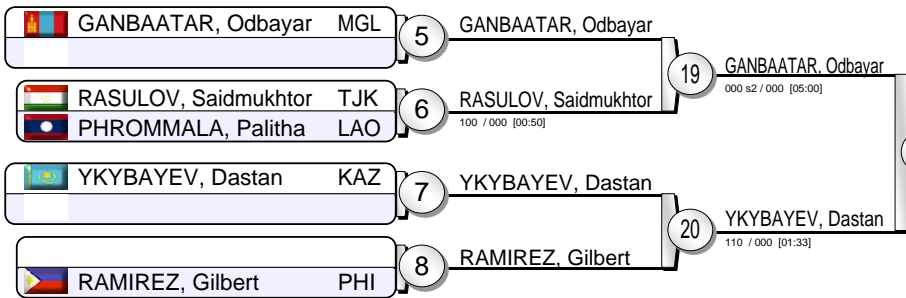 GANBAATAR, Odbayar MGL
5
GANBAATAR, Odbayar
RASULOV, Saidmukhtor TJK
PHROMMALA, Palitha LAO
6
RASULOV, Saidmukhtor
100 / 000 [00:50]
19
GANBAATAR, Odbayar
000 s2 / 000 [05:00]
YKYBAYEV, Dastan KAZ
7
YKYBAYEV, Dastan
RAMIREZ, Gilbert PHI
8
RAMIREZ, Gilbert
20
YKYBAYEV, Dastan
110 / 000 [01:33]